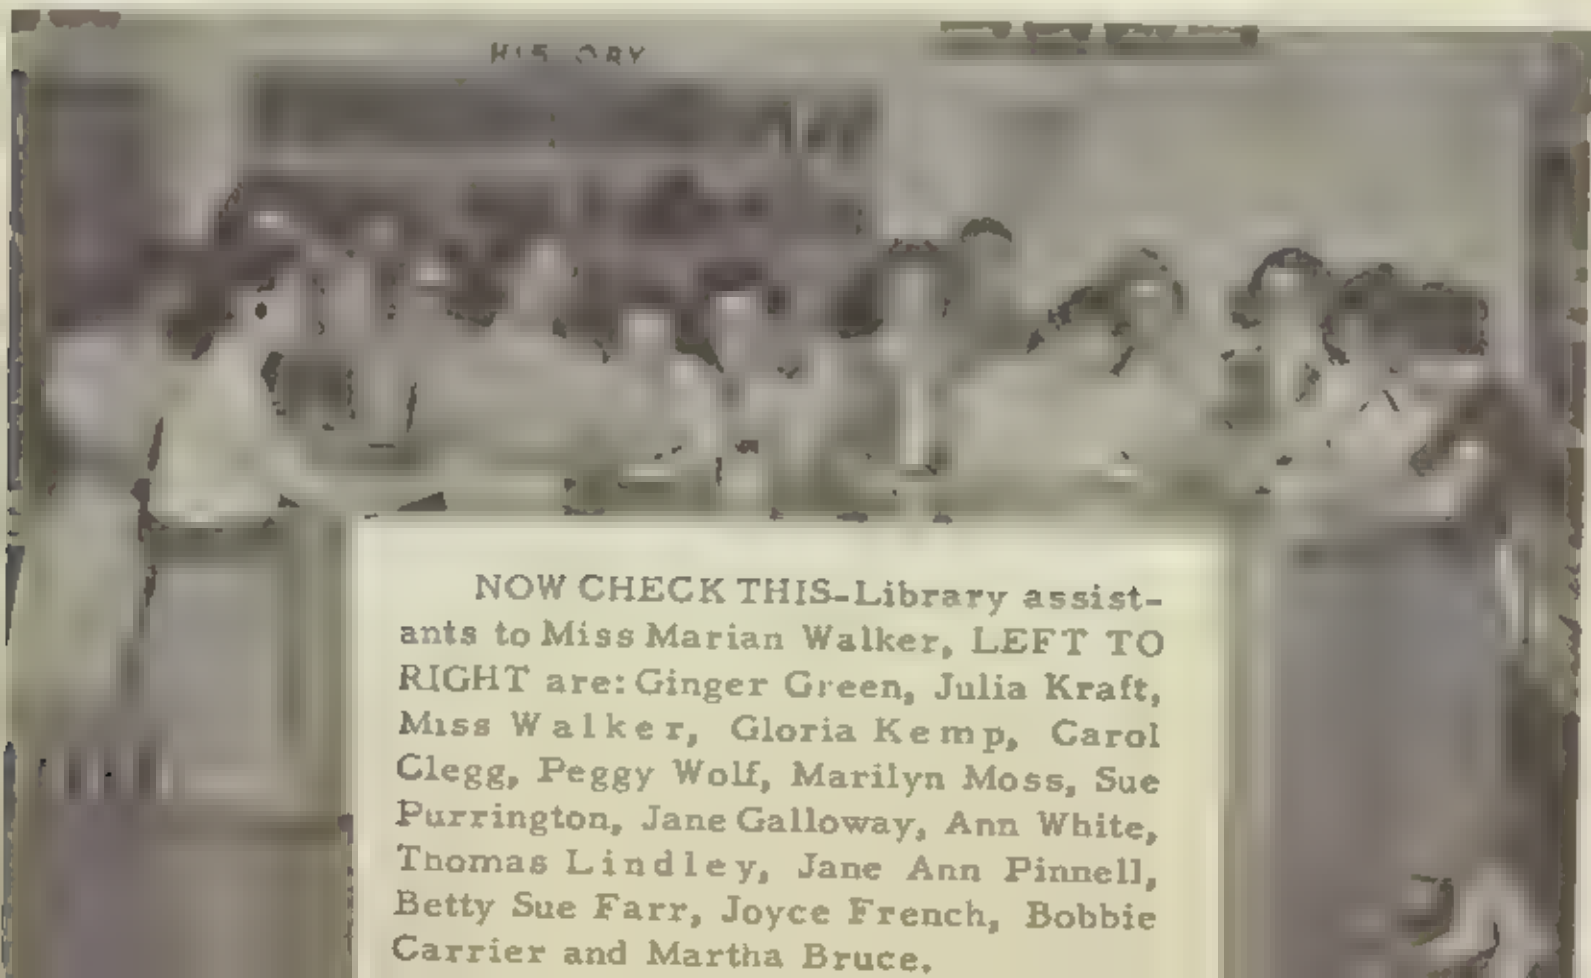 NOW CHECK THIS-Library assist-
ants to Miss Marian Walker, LEFT TO
RIGHT are: Ginger Green, Julia Kraft,
Miss Walker, Gloria Kemp, Carol
Clegg, Peggy Wolf, Marilyn Moss, Sue
Purrington, Jane Galloway, Ann White,
Thomas Lindley, Jane Ann Pinnell,
Betty Sue Farr, Joyce French, Bobbie
Carrier and Martha Bruce.